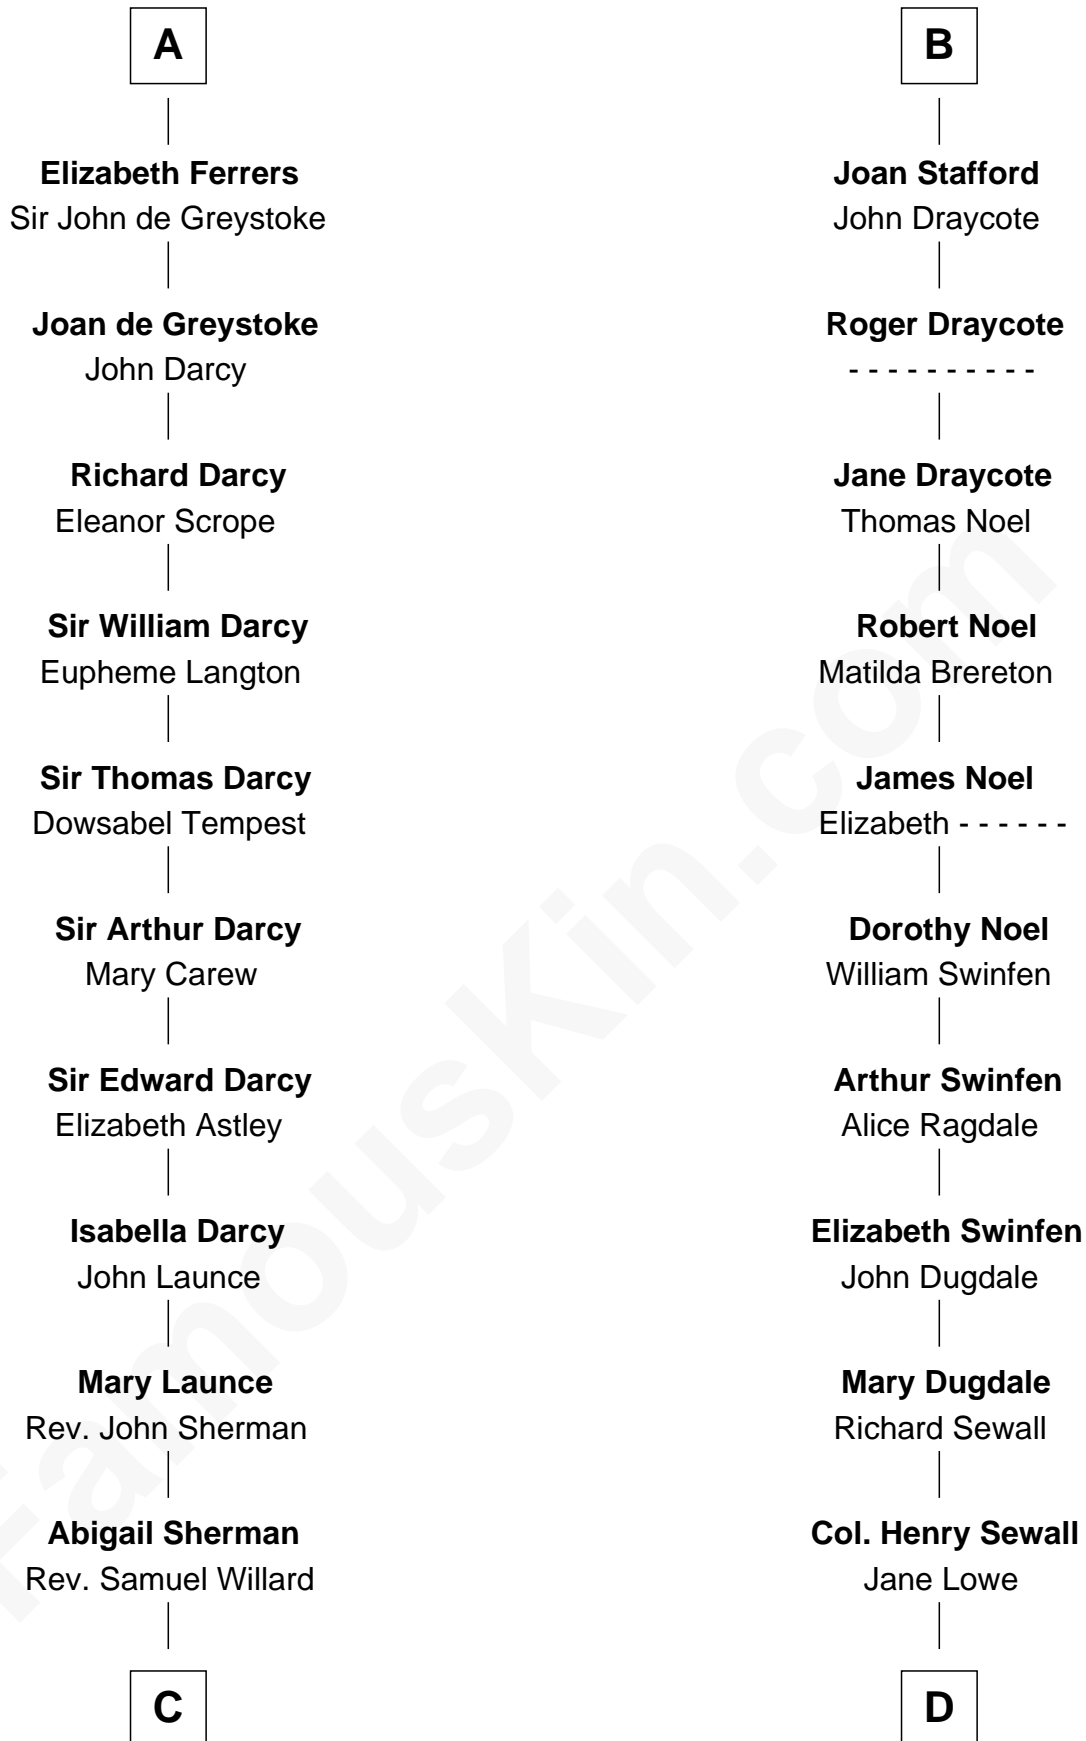 A
Elizabeth Ferrers
Sir John de Greystoke
Joan de Greystoke
John Darcy
Richard Darcy
Eleanor Scrope
Sir William Darcy
Eupheme Langton
Sir Thomas Darcy
Dowsabel Tempest
Sir Arthur Darcy
Mary Carew
Sir Edward Darcy
Elizabeth Astley
Isabella Darcy
John Launce
Mary Launce
Rev. John Sherman
Abigail Sherman
Rev. Samuel Willard
C
B
Joan Stafford
John Draycote
Roger Draycote
- - - - - - - - - -
Jane Draycote
Thomas Noel
Robert Noel
Matilda Brereton
James Noel
Elizabeth - - - - - -
Dorothy Noel
William Swinfen
Arthur Swinfen
Alice Ragdale
Elizabeth Swinfen
John Dugdale
Mary Dugdale
Richard Sewall
Col. Henry Sewall
Jane Lowe
D
FamousKin.com